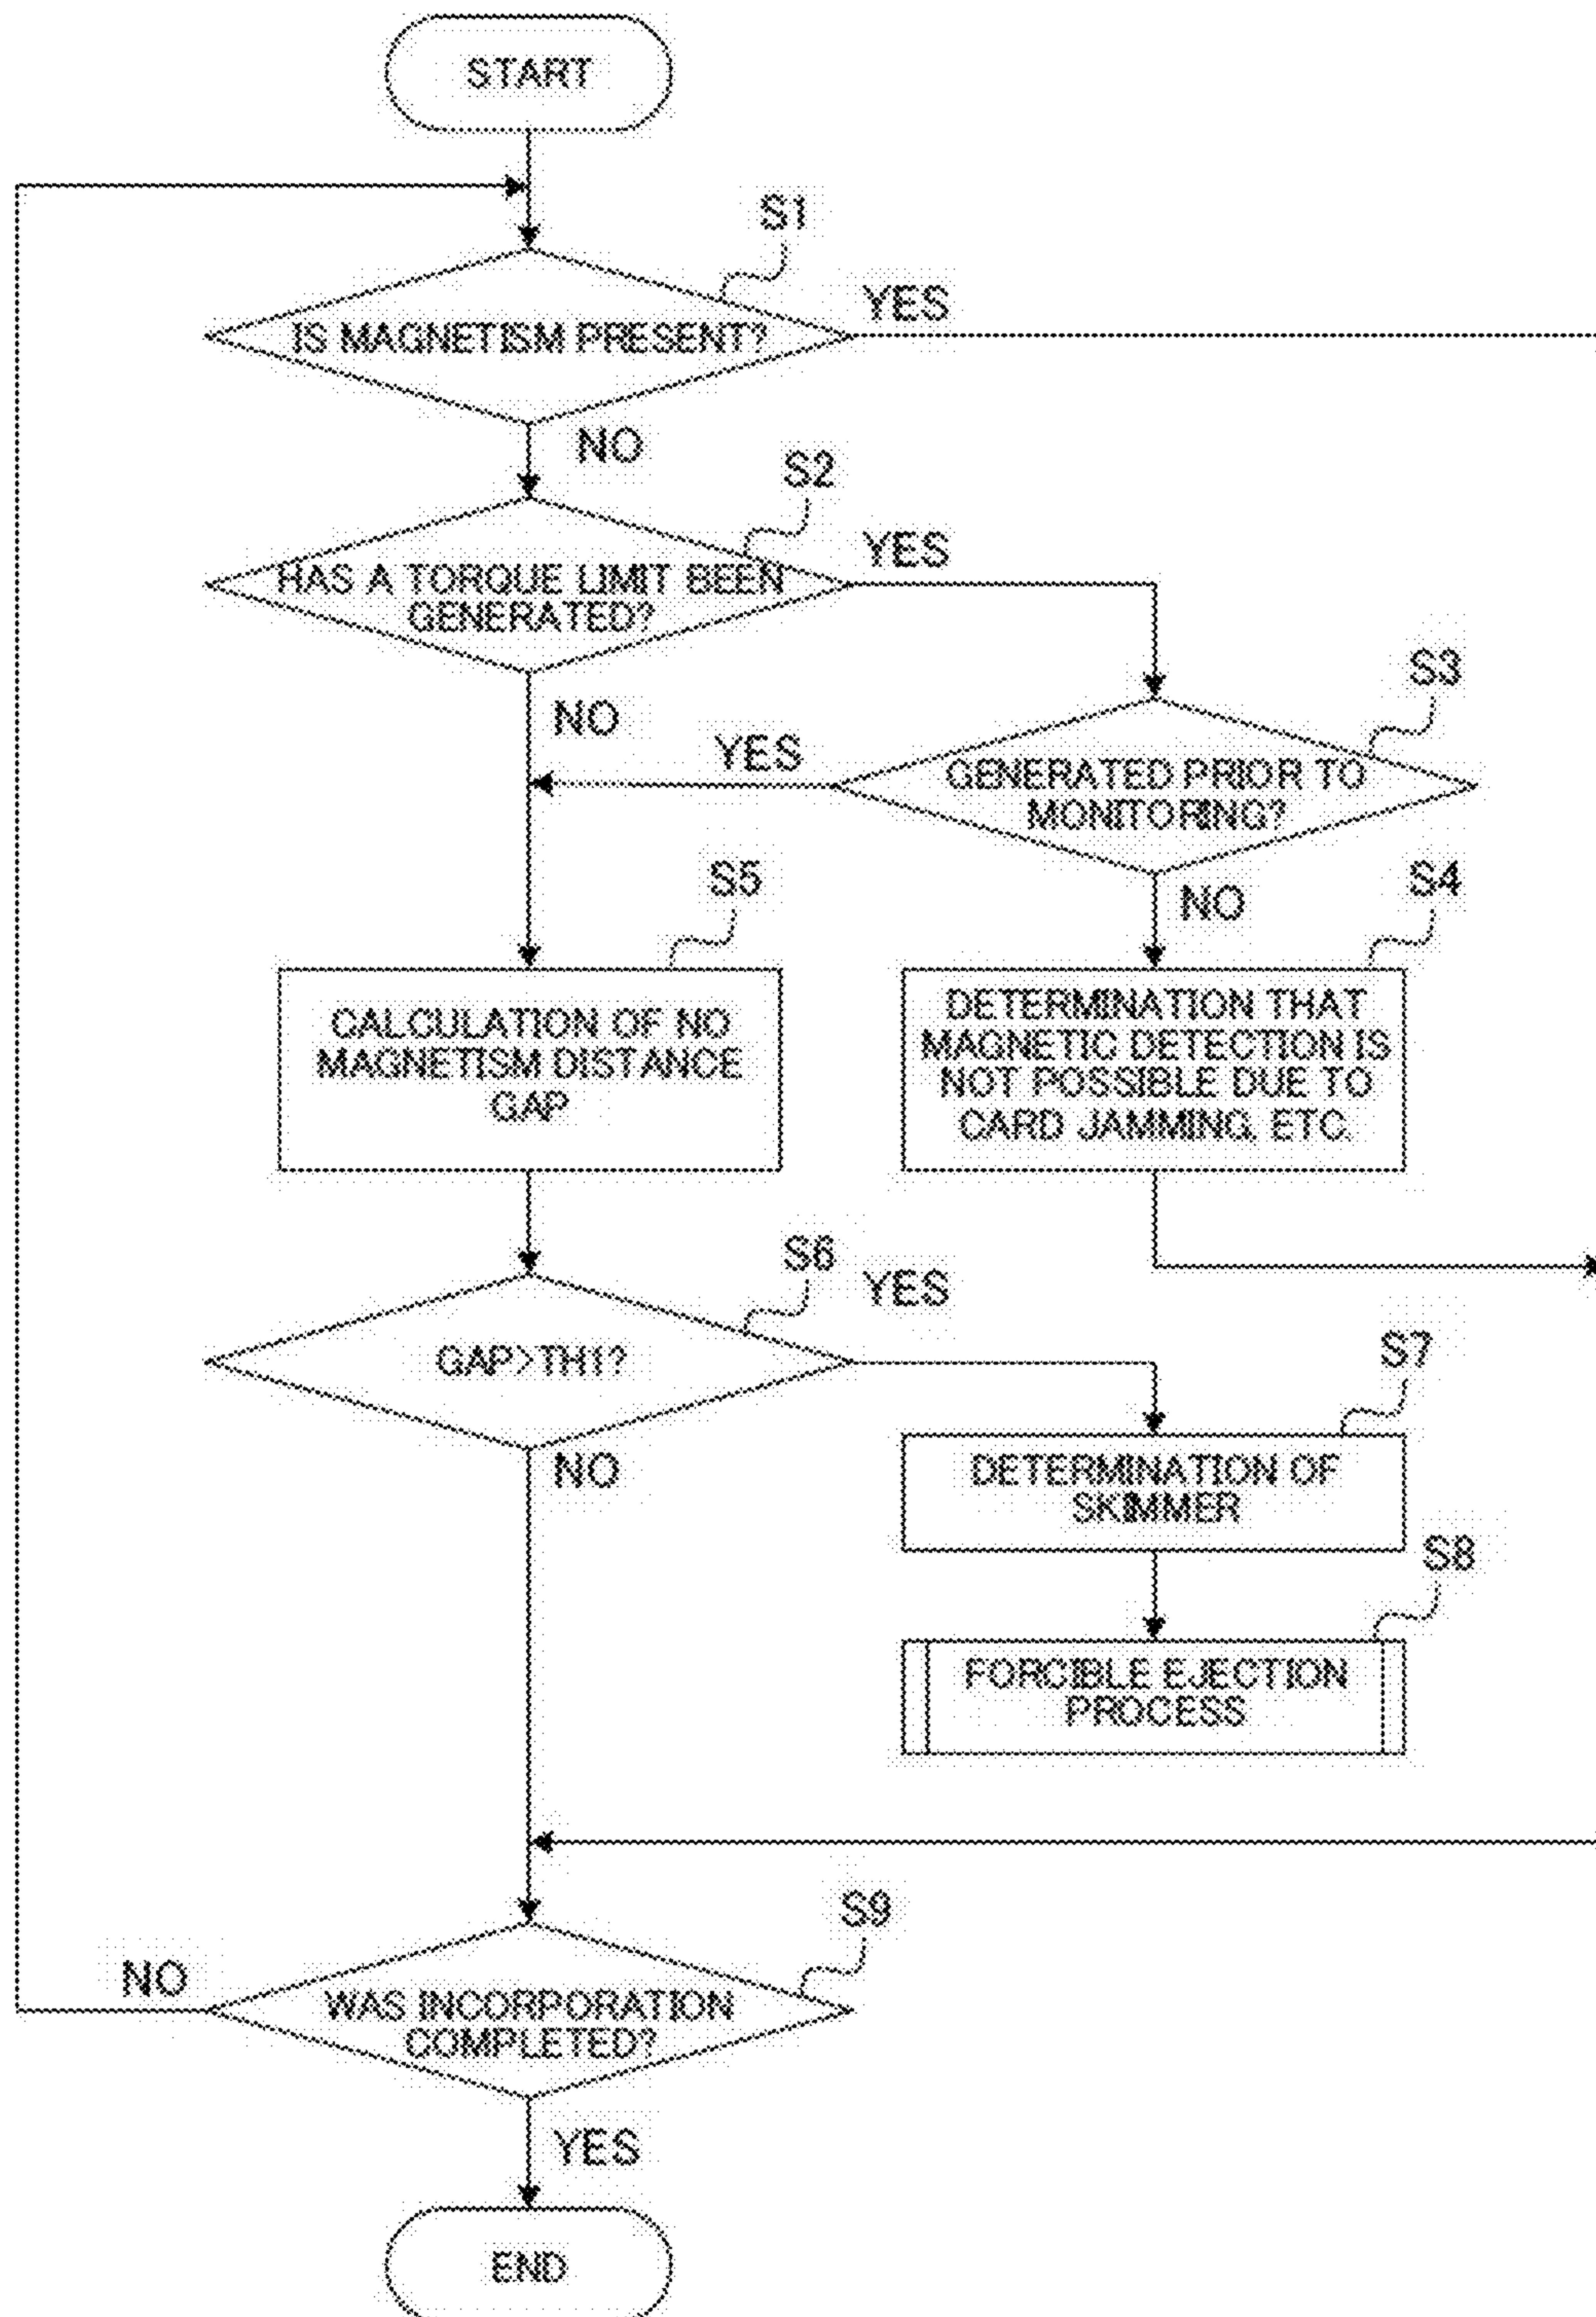 START
S1
IS MAGNETISM PRESENT?
YES
NO
S2
HAS A TORQUE LIMIT BEEN
GENERATED?
YES
NO
S3
GENERATED PRIOR TO
MONITORING?
YES
NO
S4
DETERMINATION THAT
MAGNETIC DETECTION IS
NOT POSSIBLE DUE TO
CARD JAMMING, ETC.
S5
CALCULATION OF NO
MAGNETISM DISTANCE
GAP
S6
GAP>TH1?
YES
NO
S7
DETERMINATION OF
SKIMMER
S8
FORCIBLE EJECTION
PROCESS
S9
WAS INCORPORATION
COMPLETED?
NO
YES
END